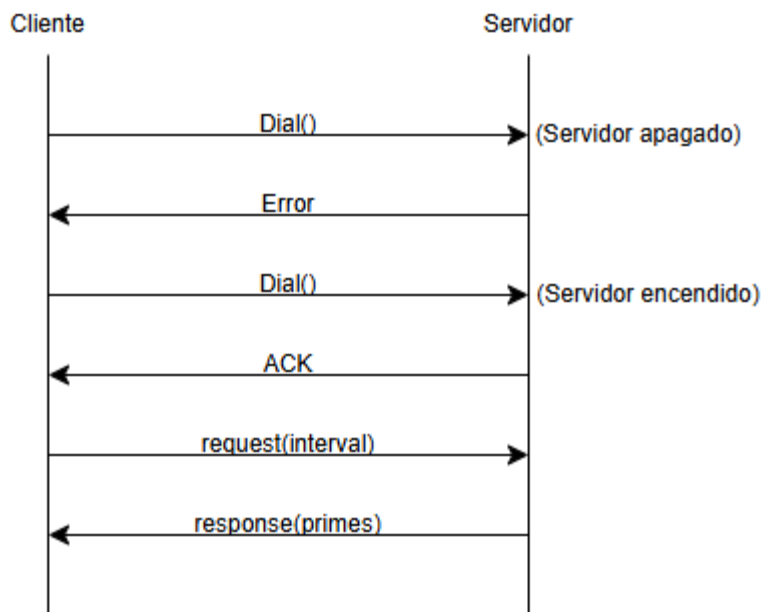 Cliente
Servidor
Dial()
(Servidor apagado)
Error
Dial()
(Servidor encendido)
ACK
request(interval)
response(primes)